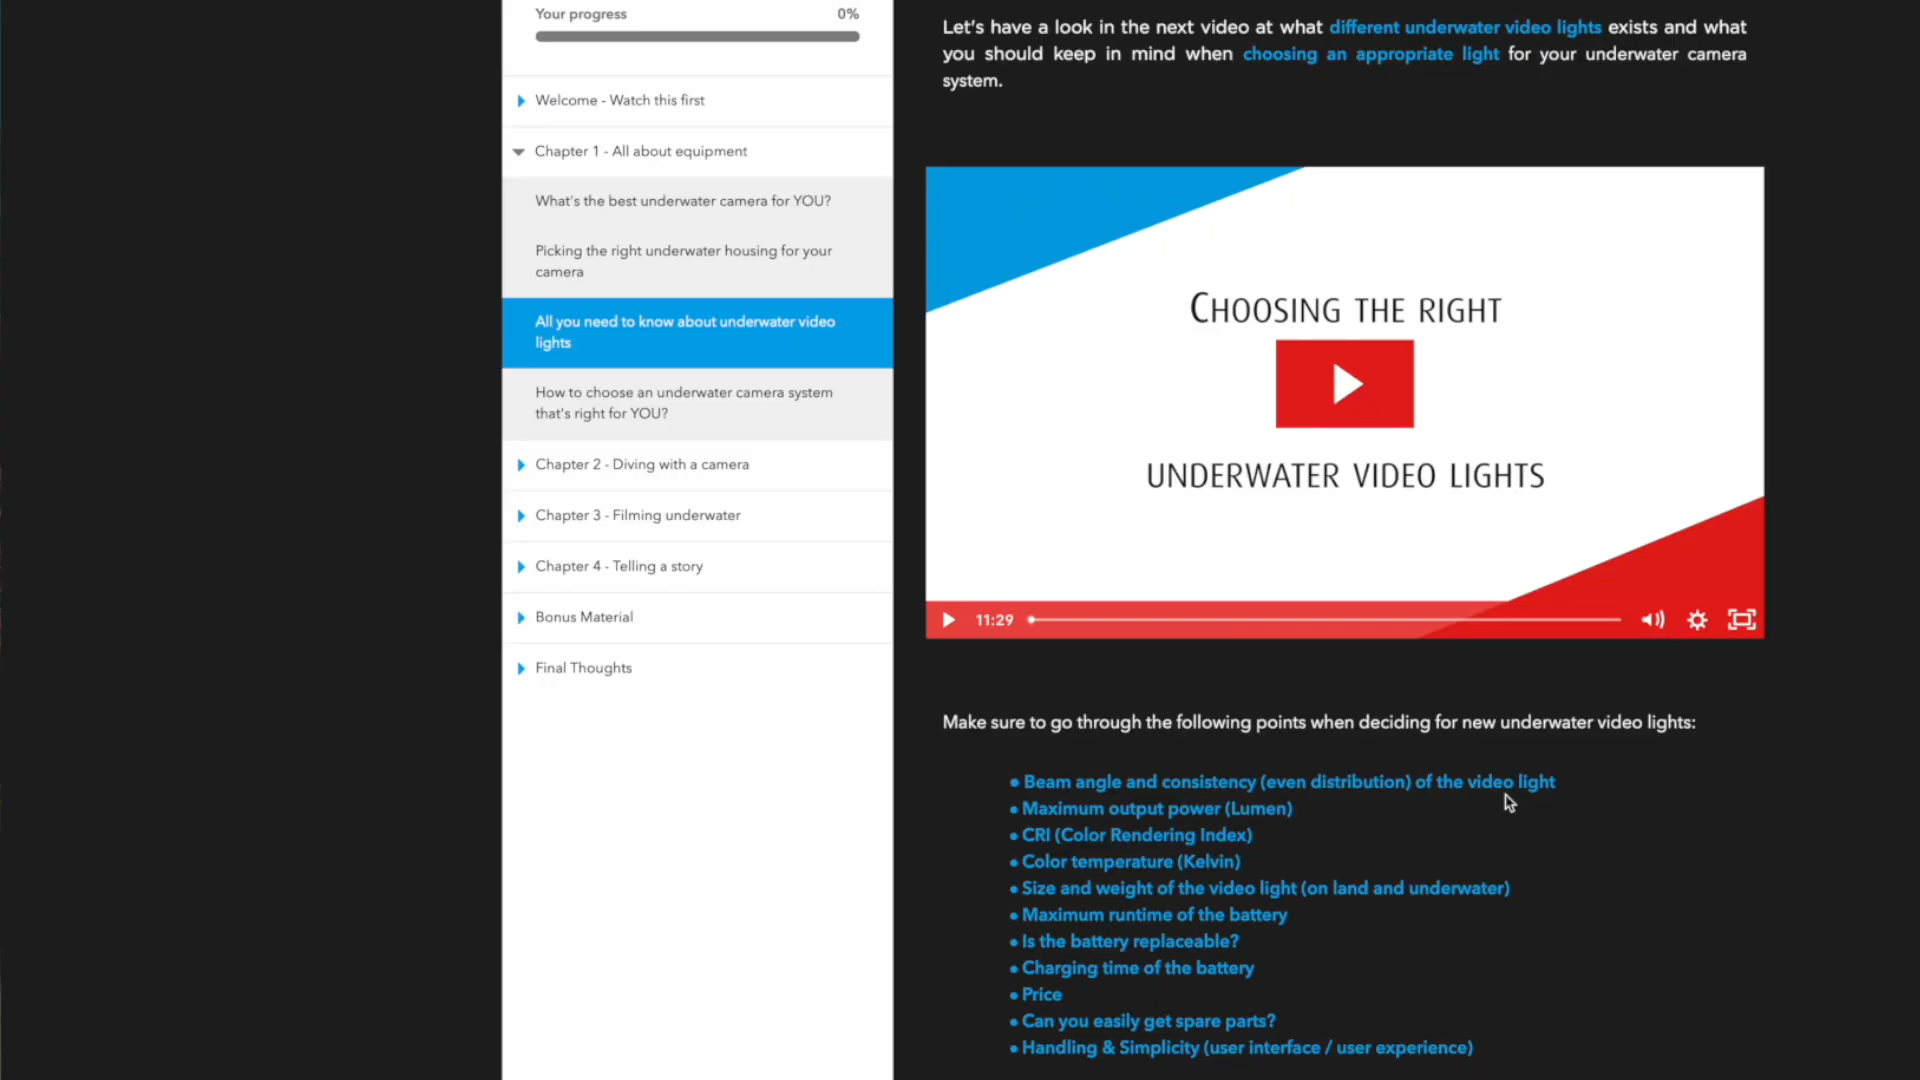 Your progress 0%
Welcome - Watch this first
Chapter 1 - All about equipment
What's the best underwater camera for YOU?
Picking the right underwater housing for your
camera
All you need to know about underwater video
lights
How to choose an underwater camera system
that's right for YOU?
Chapter 2 - Diving with a camera
Chapter 3 - Filming underwater
Chapter 4 - Telling a story
Bonus Material
Final Thoughts
Let's have a look in the next video at what different underwater video lights exists and what
you should keep in mind when choosing an appropriate light for your underwater camera
system.
CHOOSING THE RIGHT
UNDERWATER VIDEO LIGHTS
11:29
Make sure to go through the following points when deciding for new underwater video lights:
• Beam angle and consistency (even distribution) of the video light
• Maximum output power (Lumen)
• CRI (Color Rendering Index)
• Color temperature (Kelvin)
• Size and weight of the video light (on land and underwater)
• Maximum runtime of the battery
• Is the battery replaceable?
• Charging time of the battery
• Price
• Can you easily get spare parts?
• Handling & Simplicity (user interface / user experience)